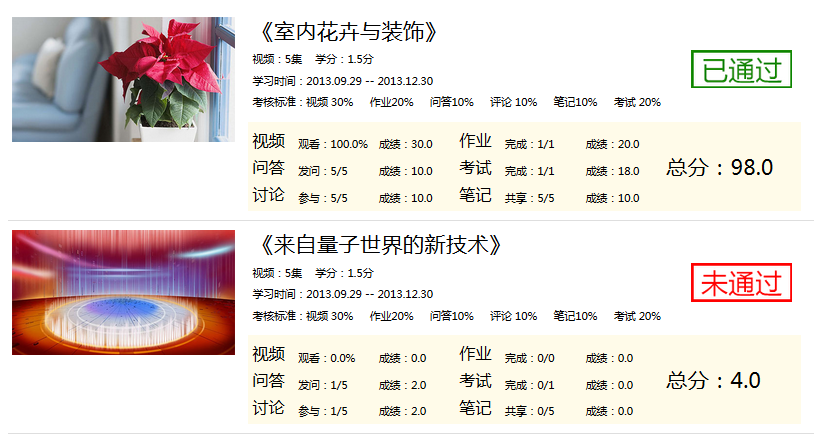 《室内花卉与装饰》
视频：5集 学分：1.5分
已通过
学习时间：2013.09.29 -- 2013.12.30
考核标准：视频 30% 作业20% 问答10% 评论 10% 笔记10% 考试 20%
视频 观看：100.0% 成绩：30.0 作业 完成：1/1 成绩：20.0
问答 发问：5/5 成绩：10.0 考试 完成：1/1 成绩：18.0 总分：98.0
讨论 参与：5/5 成绩：10.0 笔记 共享：5/5 成绩：10.0
《来自量子世界的新技术》
视频：5集 学分：1.5分
未通过
学习时间：2013.09.29 -- 2013.12.30
考核标准：视频 30% 作业20% 问答10% 评论 10% 笔记10% 考试 20%
视频 观看：0.0% 成绩：0.0 作业 完成：0/0 成绩：0.0
问答 发问：1/5 成绩：2.0 考试 完成：0/1 成绩：0.0 总分：4.0
讨论 参与：1/5 成绩：2.0 笔记 共享：0/5 成绩：0.0